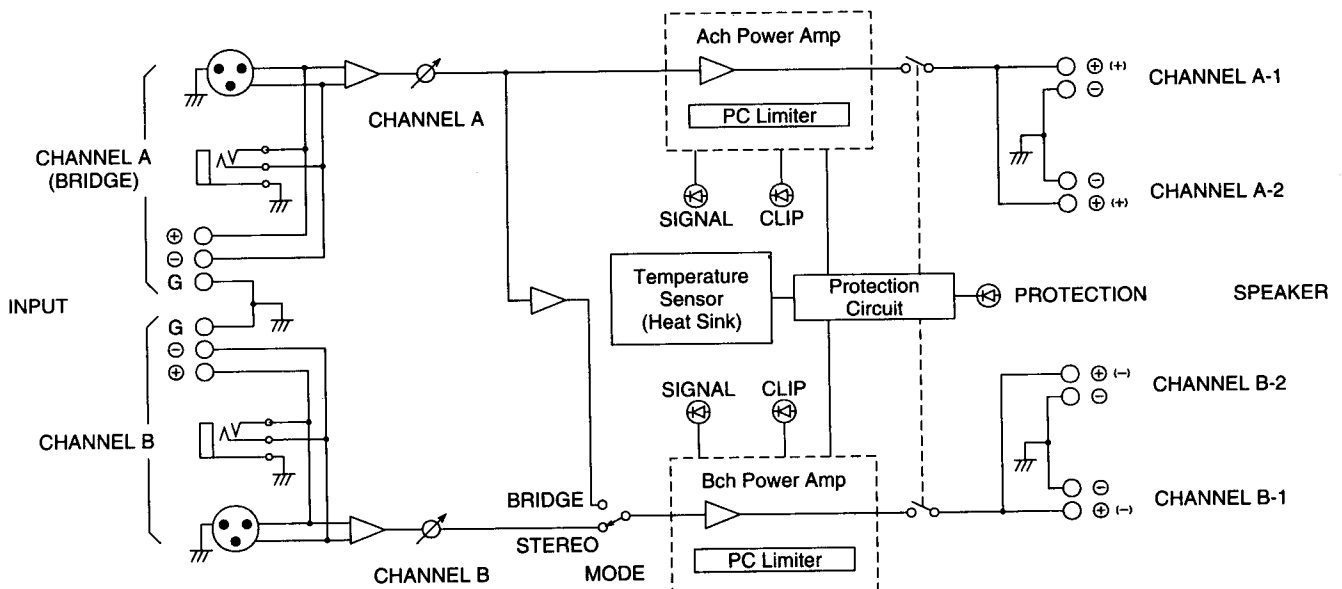 Ach Power Amp
PC Limiter
CHANNEL A
SIGNAL
CLIP
⊕ (+)
⊖
CHANNEL A-1
⊖
⊕ (+)
CHANNEL A-2
CHANNEL A
(BRIDGE)
⊕
⊖
G
INPUT
G
⊖
⊕
CHANNEL B
Temperature
Sensor
(Heat Sink)
Protection
Circuit
PROTECTION
SPEAKER
SIGNAL
CLIP
⊕ (−)
⊖
CHANNEL B-2
⊖
⊕ (−)
CHANNEL B-1
BRIDGE
STEREO
MODE
CHANNEL B
Bch Power Amp
PC Limiter